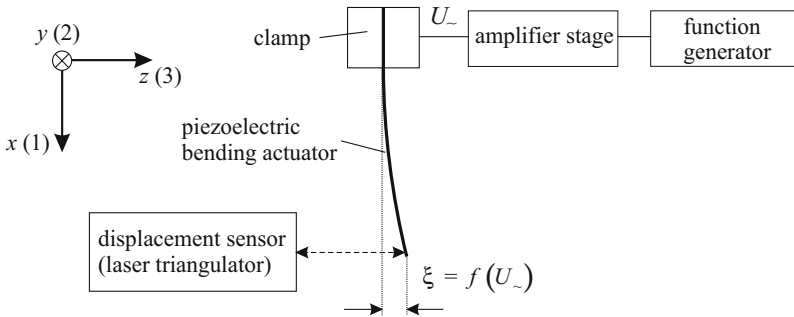 y (2)
z (3)
x (1)
clamp
U~
amplifier stage
function
generator
piezoelectric
bending actuator
displacement sensor
(laser triangulator)
ξ = f (U~)